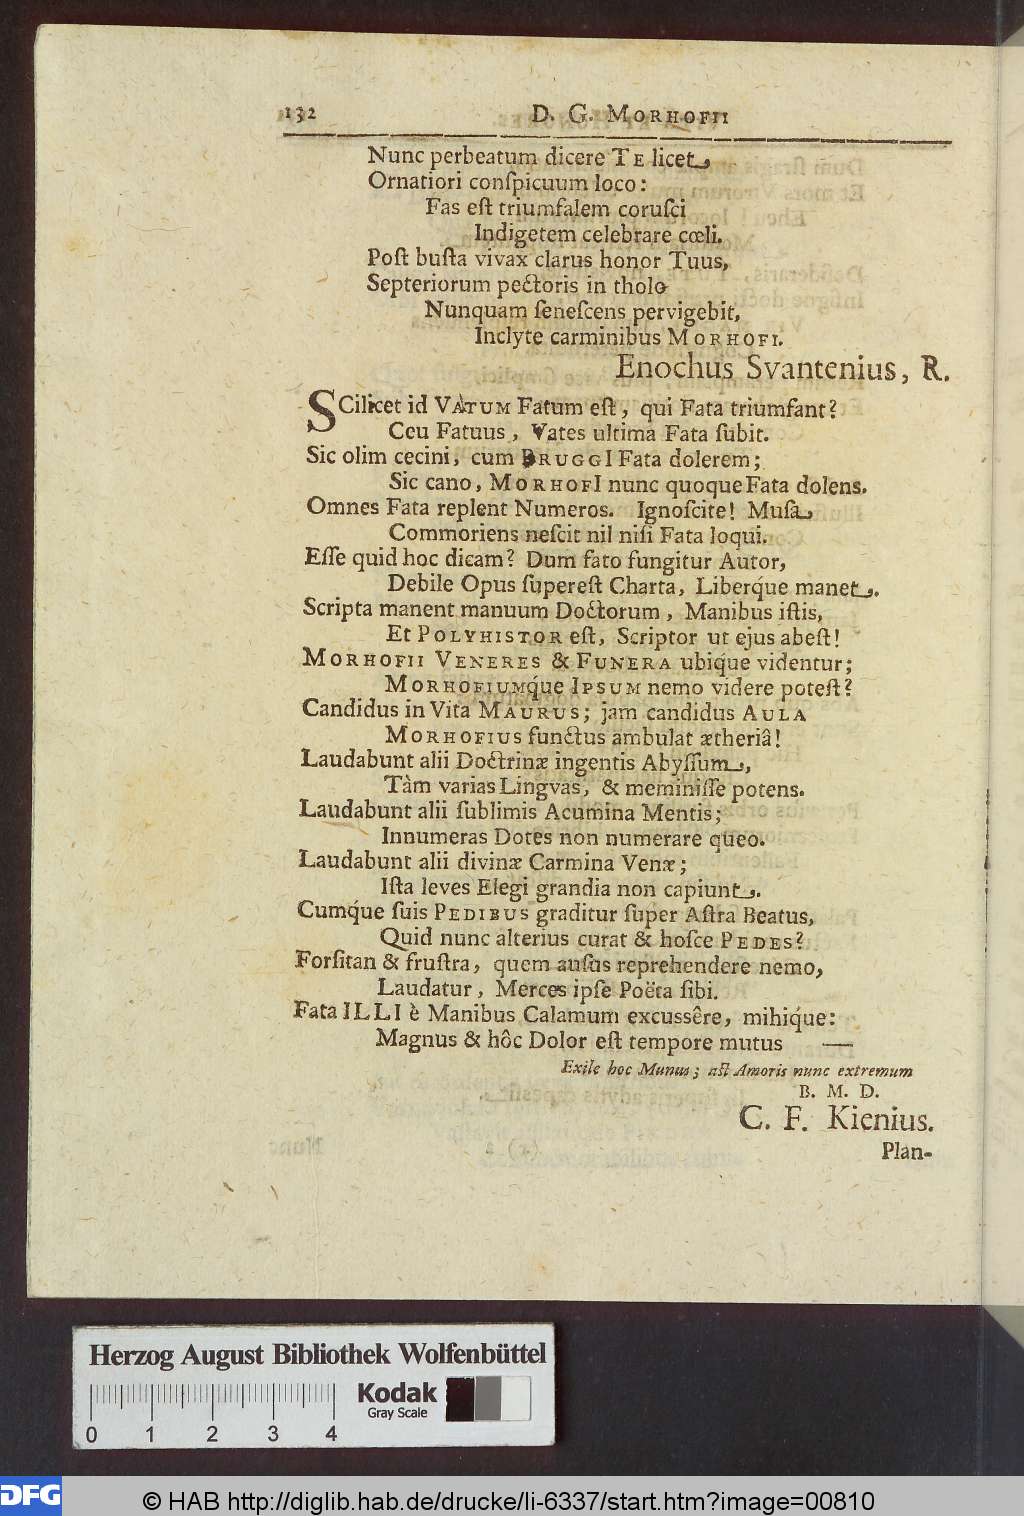 132 D. G. MORHOFII
Nunc perbeatum dicere TE licet,
Ornatiori conſpicuum loco:
Fas eſt triumfalem coruſci
Indigetem celebrare cœli.
Poſt buſta vivax clarus honor Tuus,
Septeriorum pectoris in tholo
Nunquam ſeneſcens pervigebit,
Inclyte carminibus MORHOFI.
Enochus Svantenius, R.
SCilicet id VATUM Fatum eſt, qui Fata triumfant?
Ceu Fatuus, Vates ultima Fata ſubit.
Sic olim cecini, cum BRUGGI Fata dolerem;
Sic cano, MORHOFI nunc quoque Fata dolens.
Omnes Fata replent Numeros. Ignoſcite! Muſa
Commoriens neſcit nil niſi Fata loqui.
Eſſe quid hoc dicam? Dum fato fungitur Autor,
Debile Opus ſupereſt Charta, Liberq́ue manet.
Scripta manent manuum Doctorum, Manibus iſtis,
Et POLYHISTOR eſt, Scriptor ut ejus abeſt!
MORHOFII VENERES & FUNERA ubiq́ue videntur;
MORHOFIUMq́ue IPSUM nemo videre poteſt?
Candidus in Vita MAURUS; jam candidus AULA
MORHOFIUS functus ambulat ætheriâ!
Laudabunt alii Doctrinæ ingentis Abyſſum,
Tàm varias Lingvas, & meminiſſe potens.
Laudabunt alii ſublimis Acumina Mentis;
Innumeras Dotes non numerare queo.
Laudabunt alii divinæ Carmina Venæ;
Iſta leves Elegi grandia non capiunt.
Cumq́ue ſuis PEDIBUS graditur ſuper Aſtra Beatus,
Quid nunc alterius curat & hoſce PEDES?
Forſitan & fruſtra, quem auſus reprehendere nemo,
Laudatur, Merces ipſe Poëta ſibi.
Fata ILLI è Manibus Calamum excuſſêre, mihiq́ue:
Magnus & hôc Dolor eſt tempore mutus —
Exile hoc Munus; aſt Amoris nunc extremum
B. M. D.
C. F. Kienius.
Plan-
Herzog August Bibliothek Wolfenbüttel
Kodak
Gray Scale
0 1 2 3 4
DFG
© HAB http://diglib.hab.de/drucke/li-6337/start.htm?image=00810